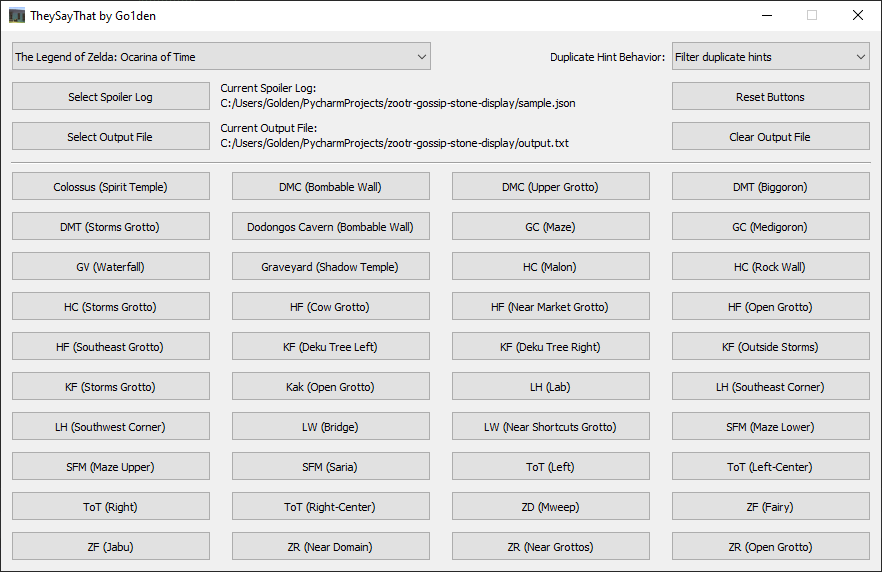 TheySayThat by Go1den
The Legend of Zelda: Ocarina of Time
Duplicate Hint Behavior:
Filter duplicate hints
Select Spoiler Log
Current Spoiler Log:
C:/Users/Golden/PycharmProjects/zootr-gossip-stone-display/sample.json
Reset Buttons
Select Output File
Current Output File:
C:/Users/Golden/PycharmProjects/zootr-gossip-stone-display/output.txt
Clear Output File
Colossus (Spirit Temple)
DMC (Bombable Wall)
DMC (Upper Grotto)
DMT (Biggoron)
DMT (Storms Grotto)
Dodongos Cavern (Bombable Wall)
GC (Maze)
GC (Medigoron)
GV (Waterfall)
Graveyard (Shadow Temple)
HC (Malon)
HC (Rock Wall)
HC (Storms Grotto)
HF (Cow Grotto)
HF (Near Market Grotto)
HF (Open Grotto)
HF (Southeast Grotto)
KF (Deku Tree Left)
KF (Deku Tree Right)
KF (Outside Storms)
KF (Storms Grotto)
Kak (Open Grotto)
LH (Lab)
LH (Southeast Corner)
LH (Southwest Corner)
LW (Bridge)
LW (Near Shortcuts Grotto)
SFM (Maze Lower)
SFM (Maze Upper)
SFM (Saria)
ToT (Left)
ToT (Left-Center)
ToT (Right)
ToT (Right-Center)
ZD (Mweep)
ZF (Fairy)
ZF (Jabu)
ZR (Near Domain)
ZR (Near Grottos)
ZR (Open Grotto)